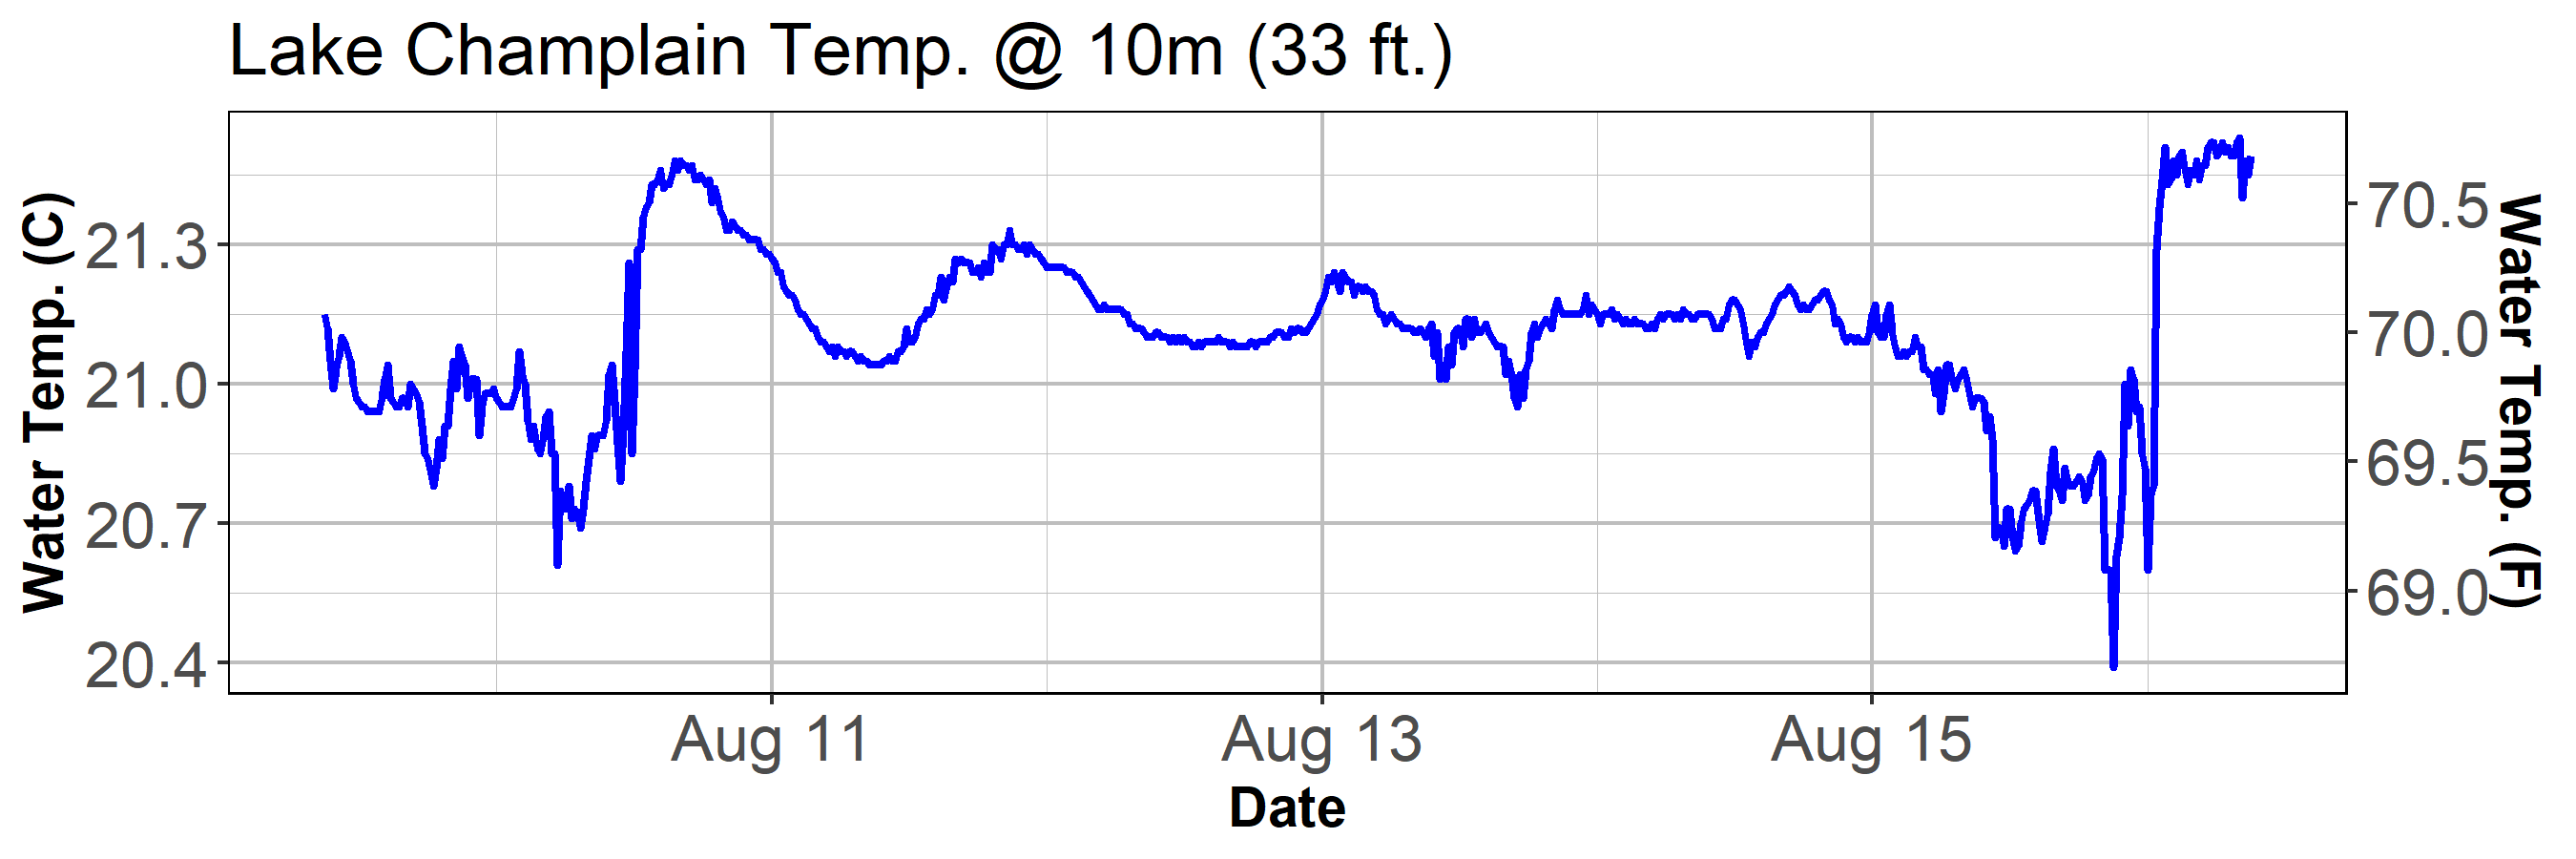 Lake Champlain Temp. @ 10m (33 ft.)
Water Temp. (C)
21.3
21.0
20.7
20.4
70.5
70.0
69.5
69.0
Water Temp. (F)
Aug 11
Aug 13
Aug 15
Date